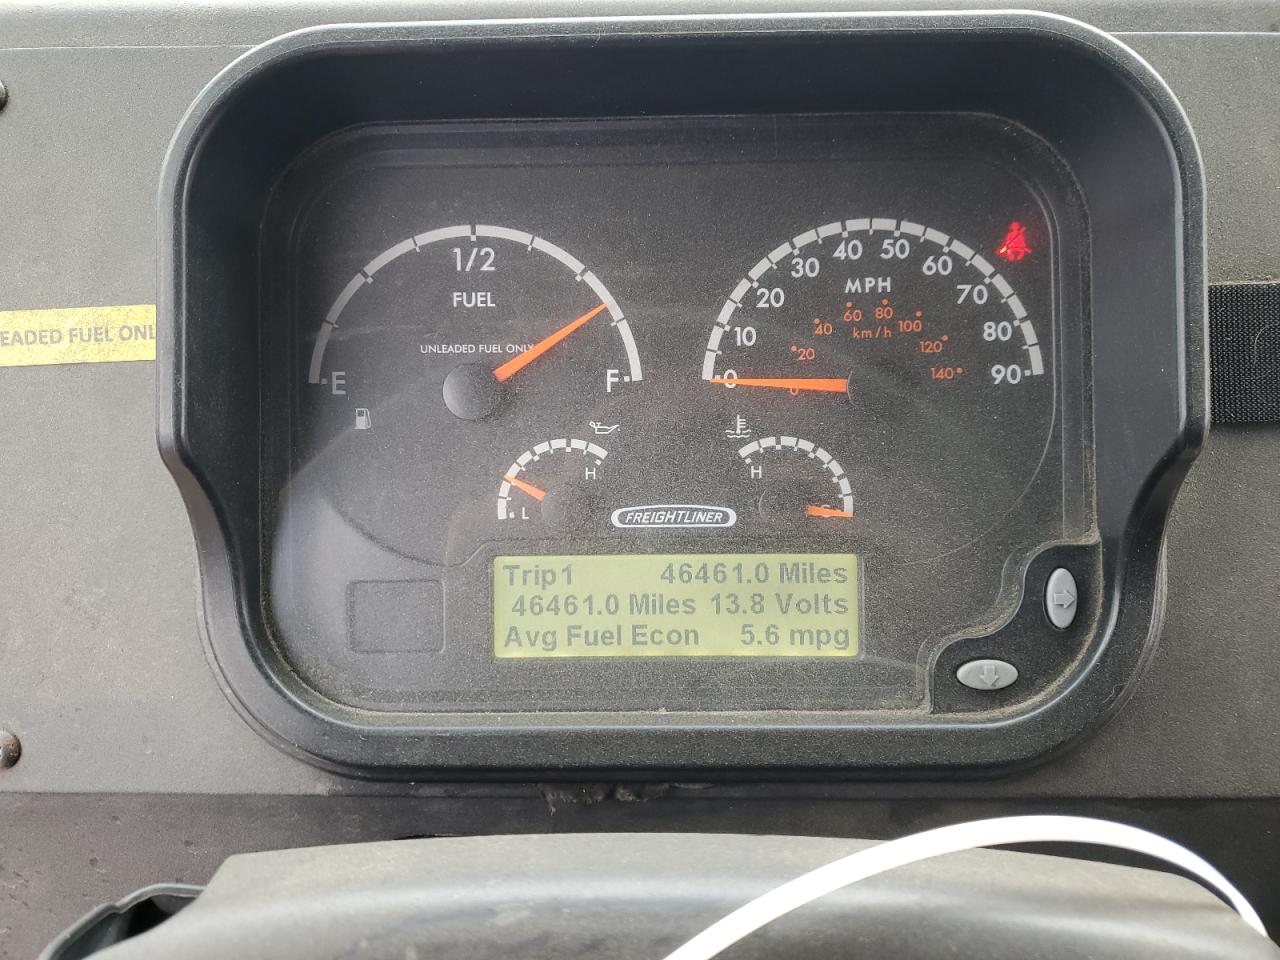 EADED FUEL ONL
1/2
FUEL
UNLEADED FUEL ONLY
E
F
0
10
20
30
40
50
60
70
80
90
MPH
km/h
0
20
40
60
80
100
120
140
L
H
H
FREIGHTLINER
Trip1 46461.0 Miles
46461.0 Miles 13.8 Volts
Avg Fuel Econ 5.6 mpg